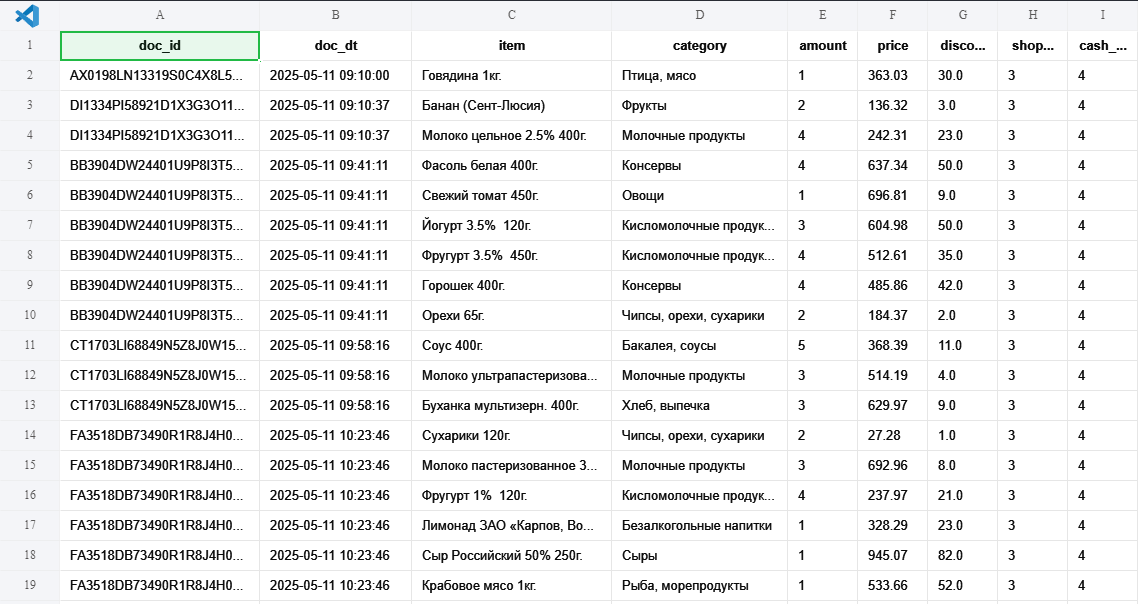 A B C D E F G H I
1 doc_id doc_dt item category amount price disco... shop... cash_...
2 AX0198LN13319S0C4X8L5... 2025-05-11 09:10:00 Говядина 1кг. Птица, мясо 1 363.03 30.0 3 4
3 DI1334PI58921D1X3G3O11... 2025-05-11 09:10:37 Банан (Сент-Люсия) Фрукты 2 136.32 3.0 3 4
4 DI1334PI58921D1X3G3O11... 2025-05-11 09:10:37 Молоко цельное 2.5% 400г. Молочные продукты 4 242.31 23.0 3 4
5 BB3904DW24401U9P8I3T5... 2025-05-11 09:41:11 Фасоль белая 400г. Консервы 4 637.34 50.0 3 4
6 BB3904DW24401U9P8I3T5... 2025-05-11 09:41:11 Свежий томат 450г. Овощи 1 696.81 9.0 3 4
7 BB3904DW24401U9P8I3T5... 2025-05-11 09:41:11 Йогурт 3.5%  120г. Кисломолочные продук... 3 604.98 50.0 3 4
8 BB3904DW24401U9P8I3T5... 2025-05-11 09:41:11 Фругурт 3.5%  450г. Кисломолочные продук... 4 512.61 35.0 3 4
9 BB3904DW24401U9P8I3T5... 2025-05-11 09:41:11 Горошек 400г. Консервы 4 485.86 42.0 3 4
10 BB3904DW24401U9P8I3T5... 2025-05-11 09:41:11 Орехи 65г. Чипсы, орехи, сухарики 2 184.37 2.0 3 4
11 CT1703LI68849N5Z8J0W15... 2025-05-11 09:58:16 Соус 400г. Бакалея, соусы 5 368.39 11.0 3 4
12 CT1703LI68849N5Z8J0W15... 2025-05-11 09:58:16 Молоко ультрапастеризова... Молочные продукты 3 514.19 4.0 3 4
13 CT1703LI68849N5Z8J0W15... 2025-05-11 09:58:16 Буханка мультизерн. 400г. Хлеб, выпечка 3 629.97 9.0 3 4
14 FA3518DB73490R1R8J4H0... 2025-05-11 10:23:46 Сухарики 120г. Чипсы, орехи, сухарики 2 27.28 1.0 3 4
15 FA3518DB73490R1R8J4H0... 2025-05-11 10:23:46 Молоко пастеризованное 3... Молочные продукты 3 692.96 8.0 3 4
16 FA3518DB73490R1R8J4H0... 2025-05-11 10:23:46 Фругурт 1%  120г. Кисломолочные продук... 4 237.97 21.0 3 4
17 FA3518DB73490R1R8J4H0... 2025-05-11 10:23:46 Лимонад ЗАО «Карпов, Во... Безалкогольные напитки 1 328.29 23.0 3 4
18 FA3518DB73490R1R8J4H0... 2025-05-11 10:23:46 Сыр Российский 50% 250г. Сыры 1 945.07 82.0 3 4
19 FA3518DB73490R1R8J4H0... 2025-05-11 10:23:46 Крабовое мясо 1кг. Рыба, морепродукты 1 533.66 52.0 3 4